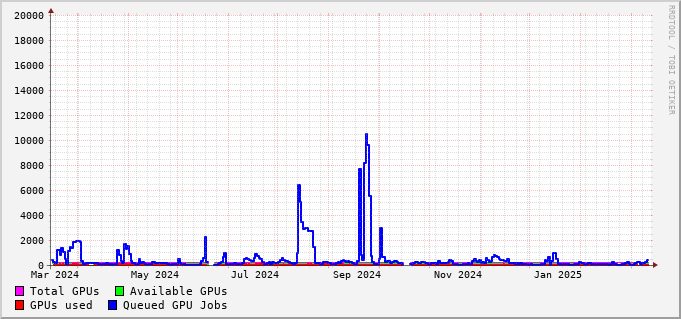 20000
18000
16000
14000
12000
10000
8000
6000
4000
2000
0
Mar 2024 May 2024 Jul 2024 Sep 2024 Nov 2024 Jan 2025
Total GPUs Available GPUs
GPUs used Queued GPU Jobs
RRDTOOL / TOBI OETIKER